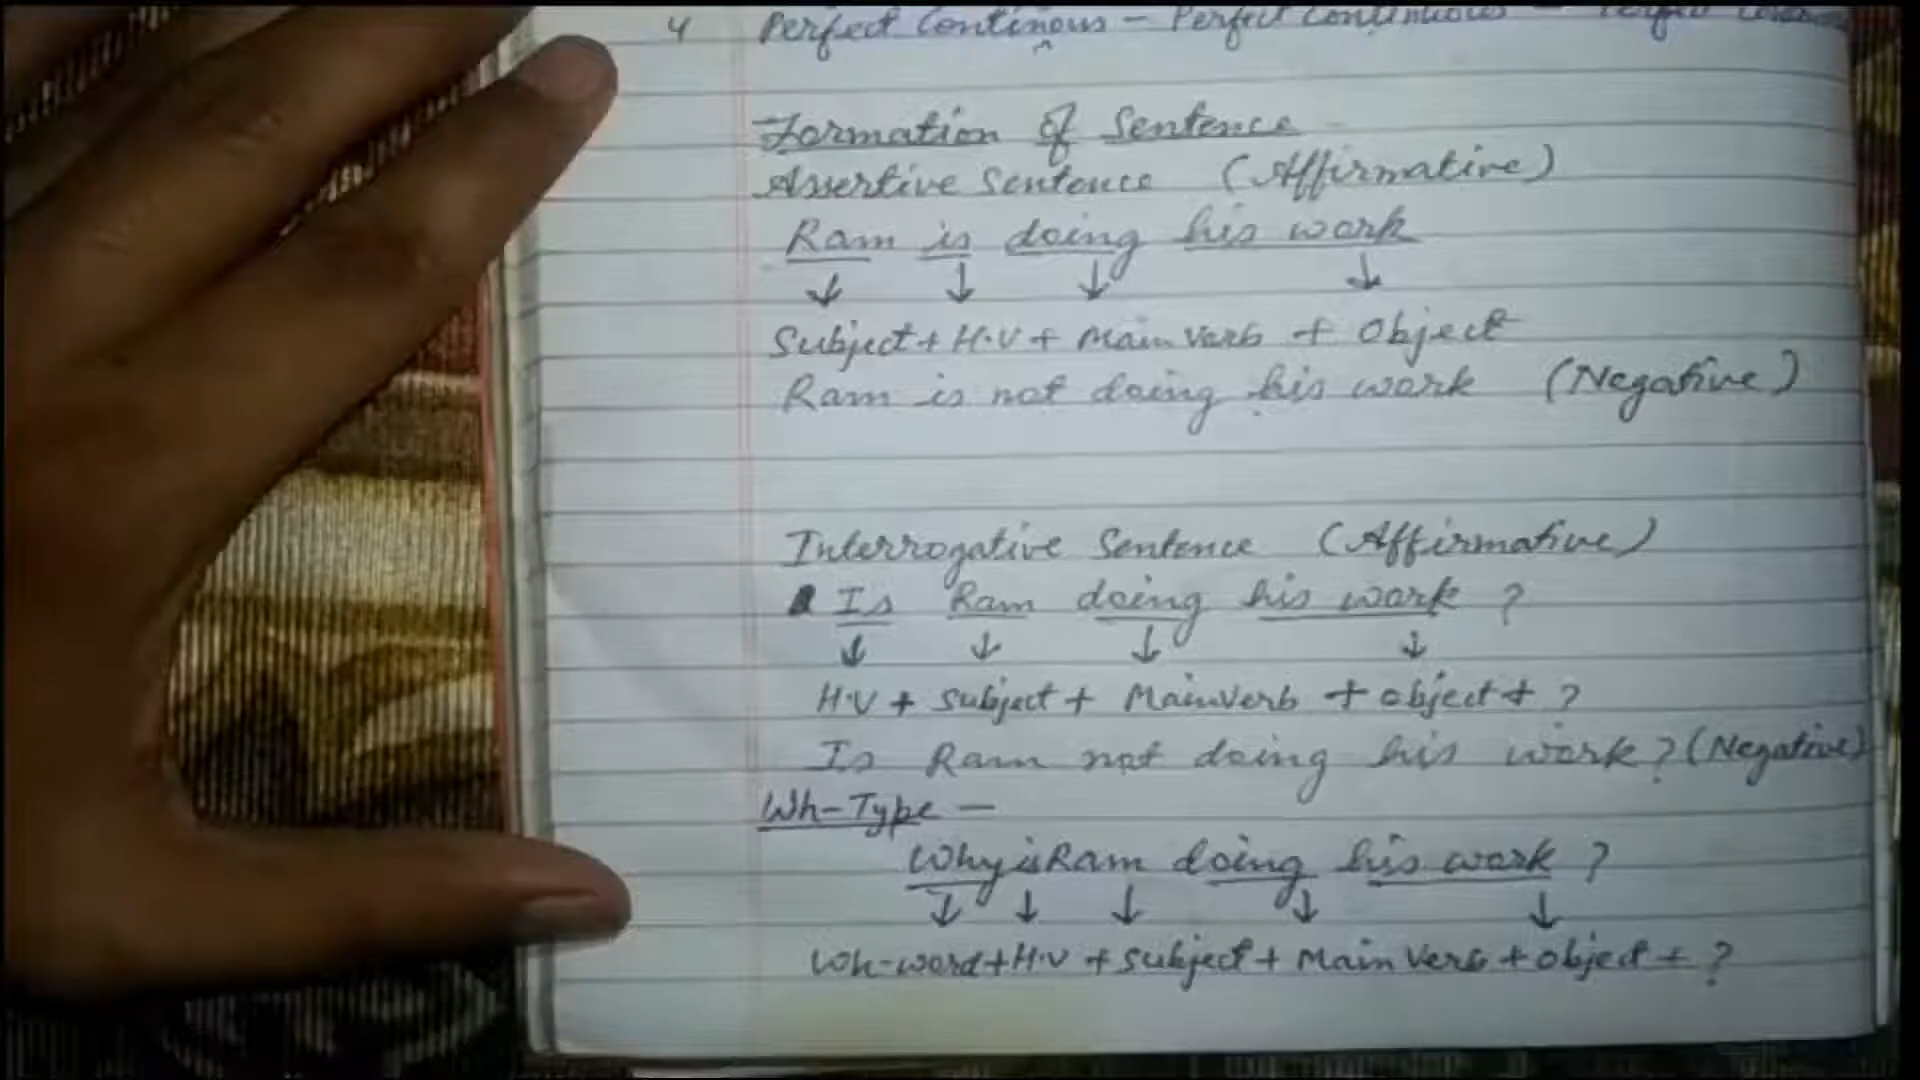 4 Perfect Continous - Perfect Continuous - Perfect
Formation of Sentence
Assertive Sentence (Affirmative)
Ram is doing his work
↓ ↓ ↓ ↓
Subject + H.V + Main Verb + Object
Ram is not doing his work (Negative)
Interrogative Sentence (Affirmative)
Is Ram doing his work ?
↓ ↓ ↓ ↓
H.V + Subject + Main Verb + object + ?
Is Ram not doing his work? (Negative)
Wh-Type -
Why is Ram doing his work ?
↓ ↓ ↓ ↓ ↓
Wh-word + H.V + Subject + Main Verb + object + ?